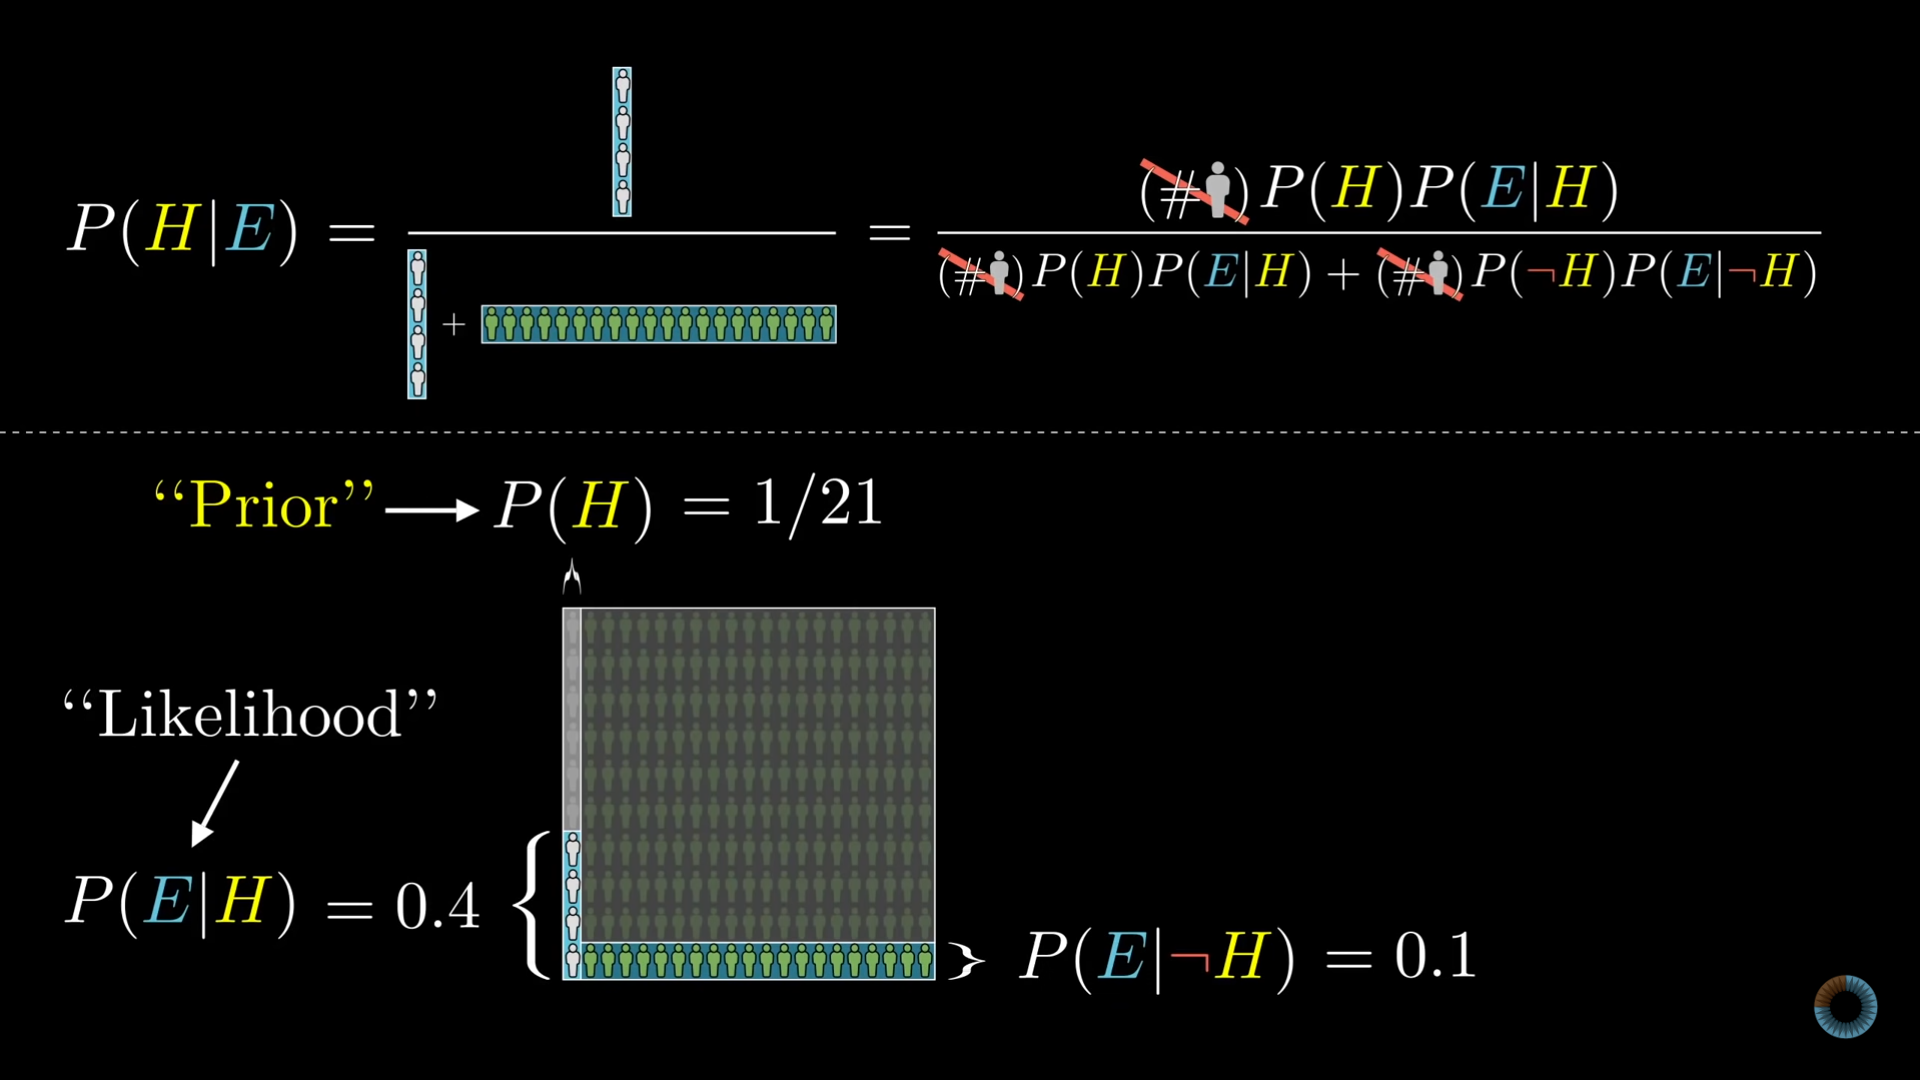 P(H|E) = + = (#)P(H)P(E|H)
(#)P(H)P(E|H) + (#)P(¬H)P(E|¬H)
“Prior” P(H) = 1/21
“Likelihood”
P(E|H) = 0.4
P(E|¬H) = 0.1